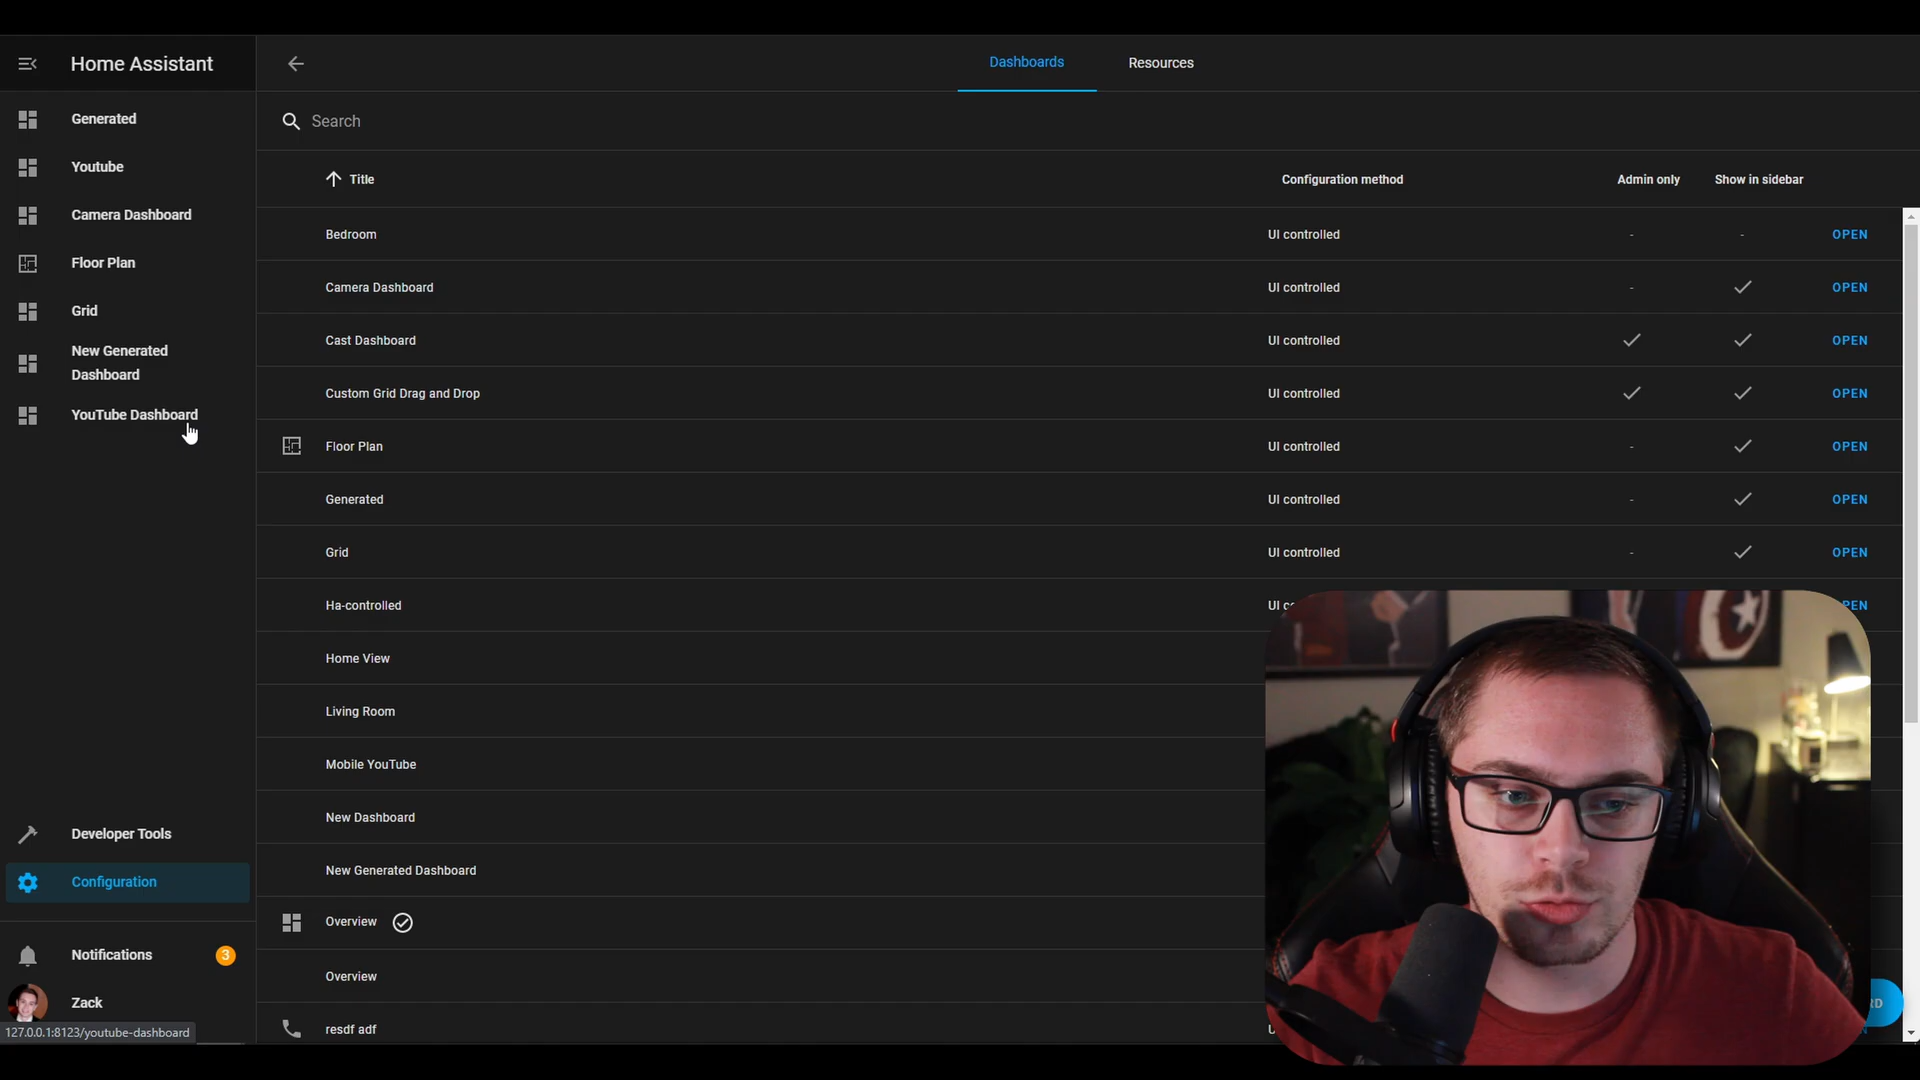 Home Assistant
Dashboards
Resources
Generated
Search
Youtube
Title
Configuration method
Admin only
Show in sidebar
Camera Dashboard
Bedroom
UI controlled
-
-
OPEN
Floor Plan
Camera Dashboard
UI controlled
-
OPEN
Grid
Cast Dashboard
UI controlled
OPEN
New Generated
Dashboard
Custom Grid Drag and Drop
UI controlled
OPEN
YouTube Dashboard
Floor Plan
UI controlled
-
OPEN
Generated
UI controlled
-
OPEN
Grid
UI controlled
-
OPEN
Ha-controlled
UI
Home View
Living Room
Mobile YouTube
New Dashboard
Developer Tools
New Generated Dashboard
Configuration
Overview
Notifications
3
Overview
Zack
resdf adf
127.0.0.1:8123/youtube-dashboard